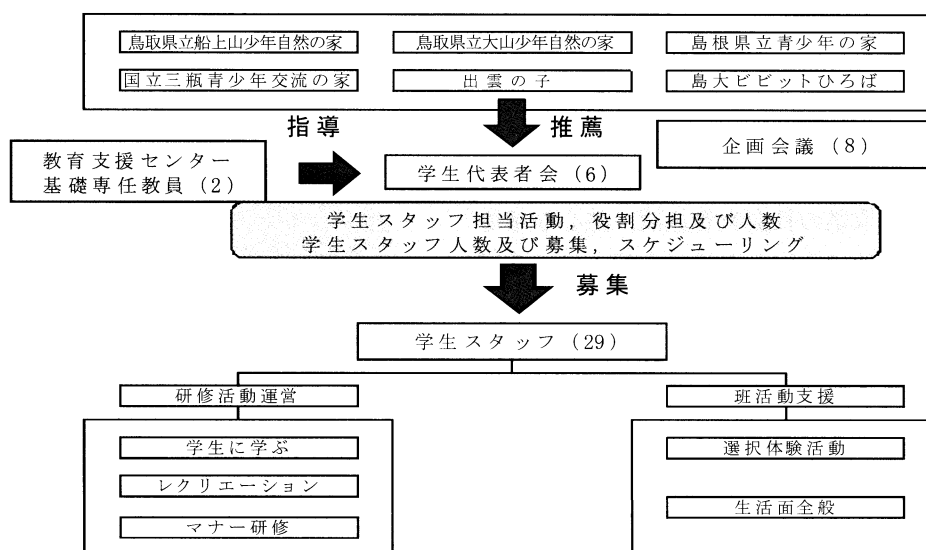 鳥取県立船上山少年自然の家
鳥取県立大山少年自然の家
島根県立青少年の家
国立三瓶青少年交流の家
出雲の子
島大ビビットひろば
指導
推薦
企画会議(8)
教育支援センター
基礎専任教員(2)
学生代表者会(6)
学生スタッフ担当活動,役割分担及び人数
学生スタッフ人数及び募集,スケジューリング
募集
学生スタッフ(29)
研修活動運営
班活動支援
学生に学ぶ
選択体験活動
レクリエーション
生活面全般
マナー研修